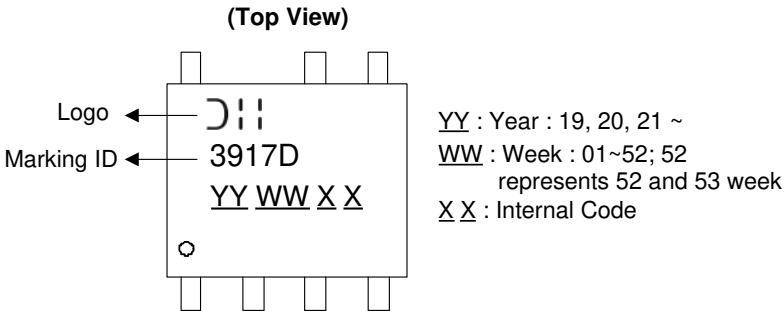 (Top View)
Logo
Marking ID
3917D
YY WW X X
YY : Year : 19, 20, 21 ~
WW : Week : 01~52; 52
represents 52 and 53 week
X X : Internal Code